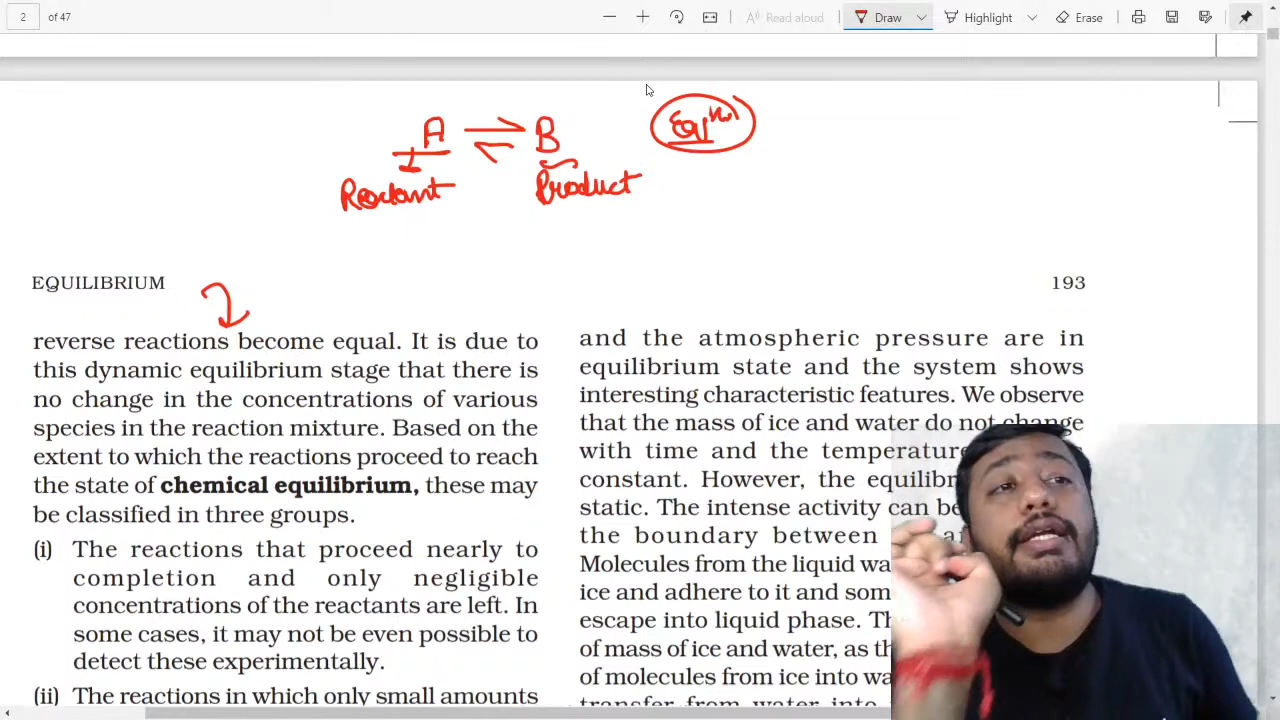 2 of 47 Read aloud Draw Highlight Erase
A ⇌ B
Reactant Product
EQUILIBRIUM 193
reverse reactions become equal. It is due to
this dynamic equilibrium stage that there is
no change in the concentrations of various
species in the reaction mixture. Based on the
extent to which the reactions proceed to reach
the state of chemical equilibrium, these may
be classified in three groups.
(i) The reactions that proceed nearly to
completion and only negligible
concentrations of the reactants are left. In
some cases, it may not be even possible to
detect these experimentally.
(ii) The reactions in which only small amounts
and the atmospheric pressure are in
equilibrium state and the system shows
interesting characteristic features. We observe
that the mass of ice and water do not change
with time and the temperature
constant. However, the
static. The intense activity can be
the boundary between
Molecules from the liquid
ice and adhere to it and
escape into liquid phase.
of mass of ice and water, as
of molecules from ice into
transfer from water into